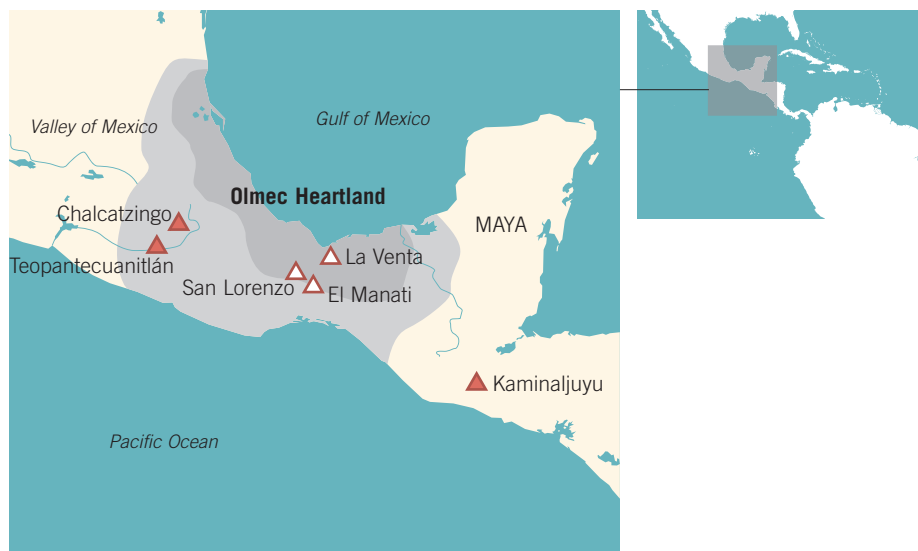 Gulf of Mexico
Valley of Mexico
Olmec Heartland
Chalcatzingo
MAYA
Teopantecuanitlán
La Venta
San Lorenzo
El Manati
Kaminaljuyu
Pacific Ocean